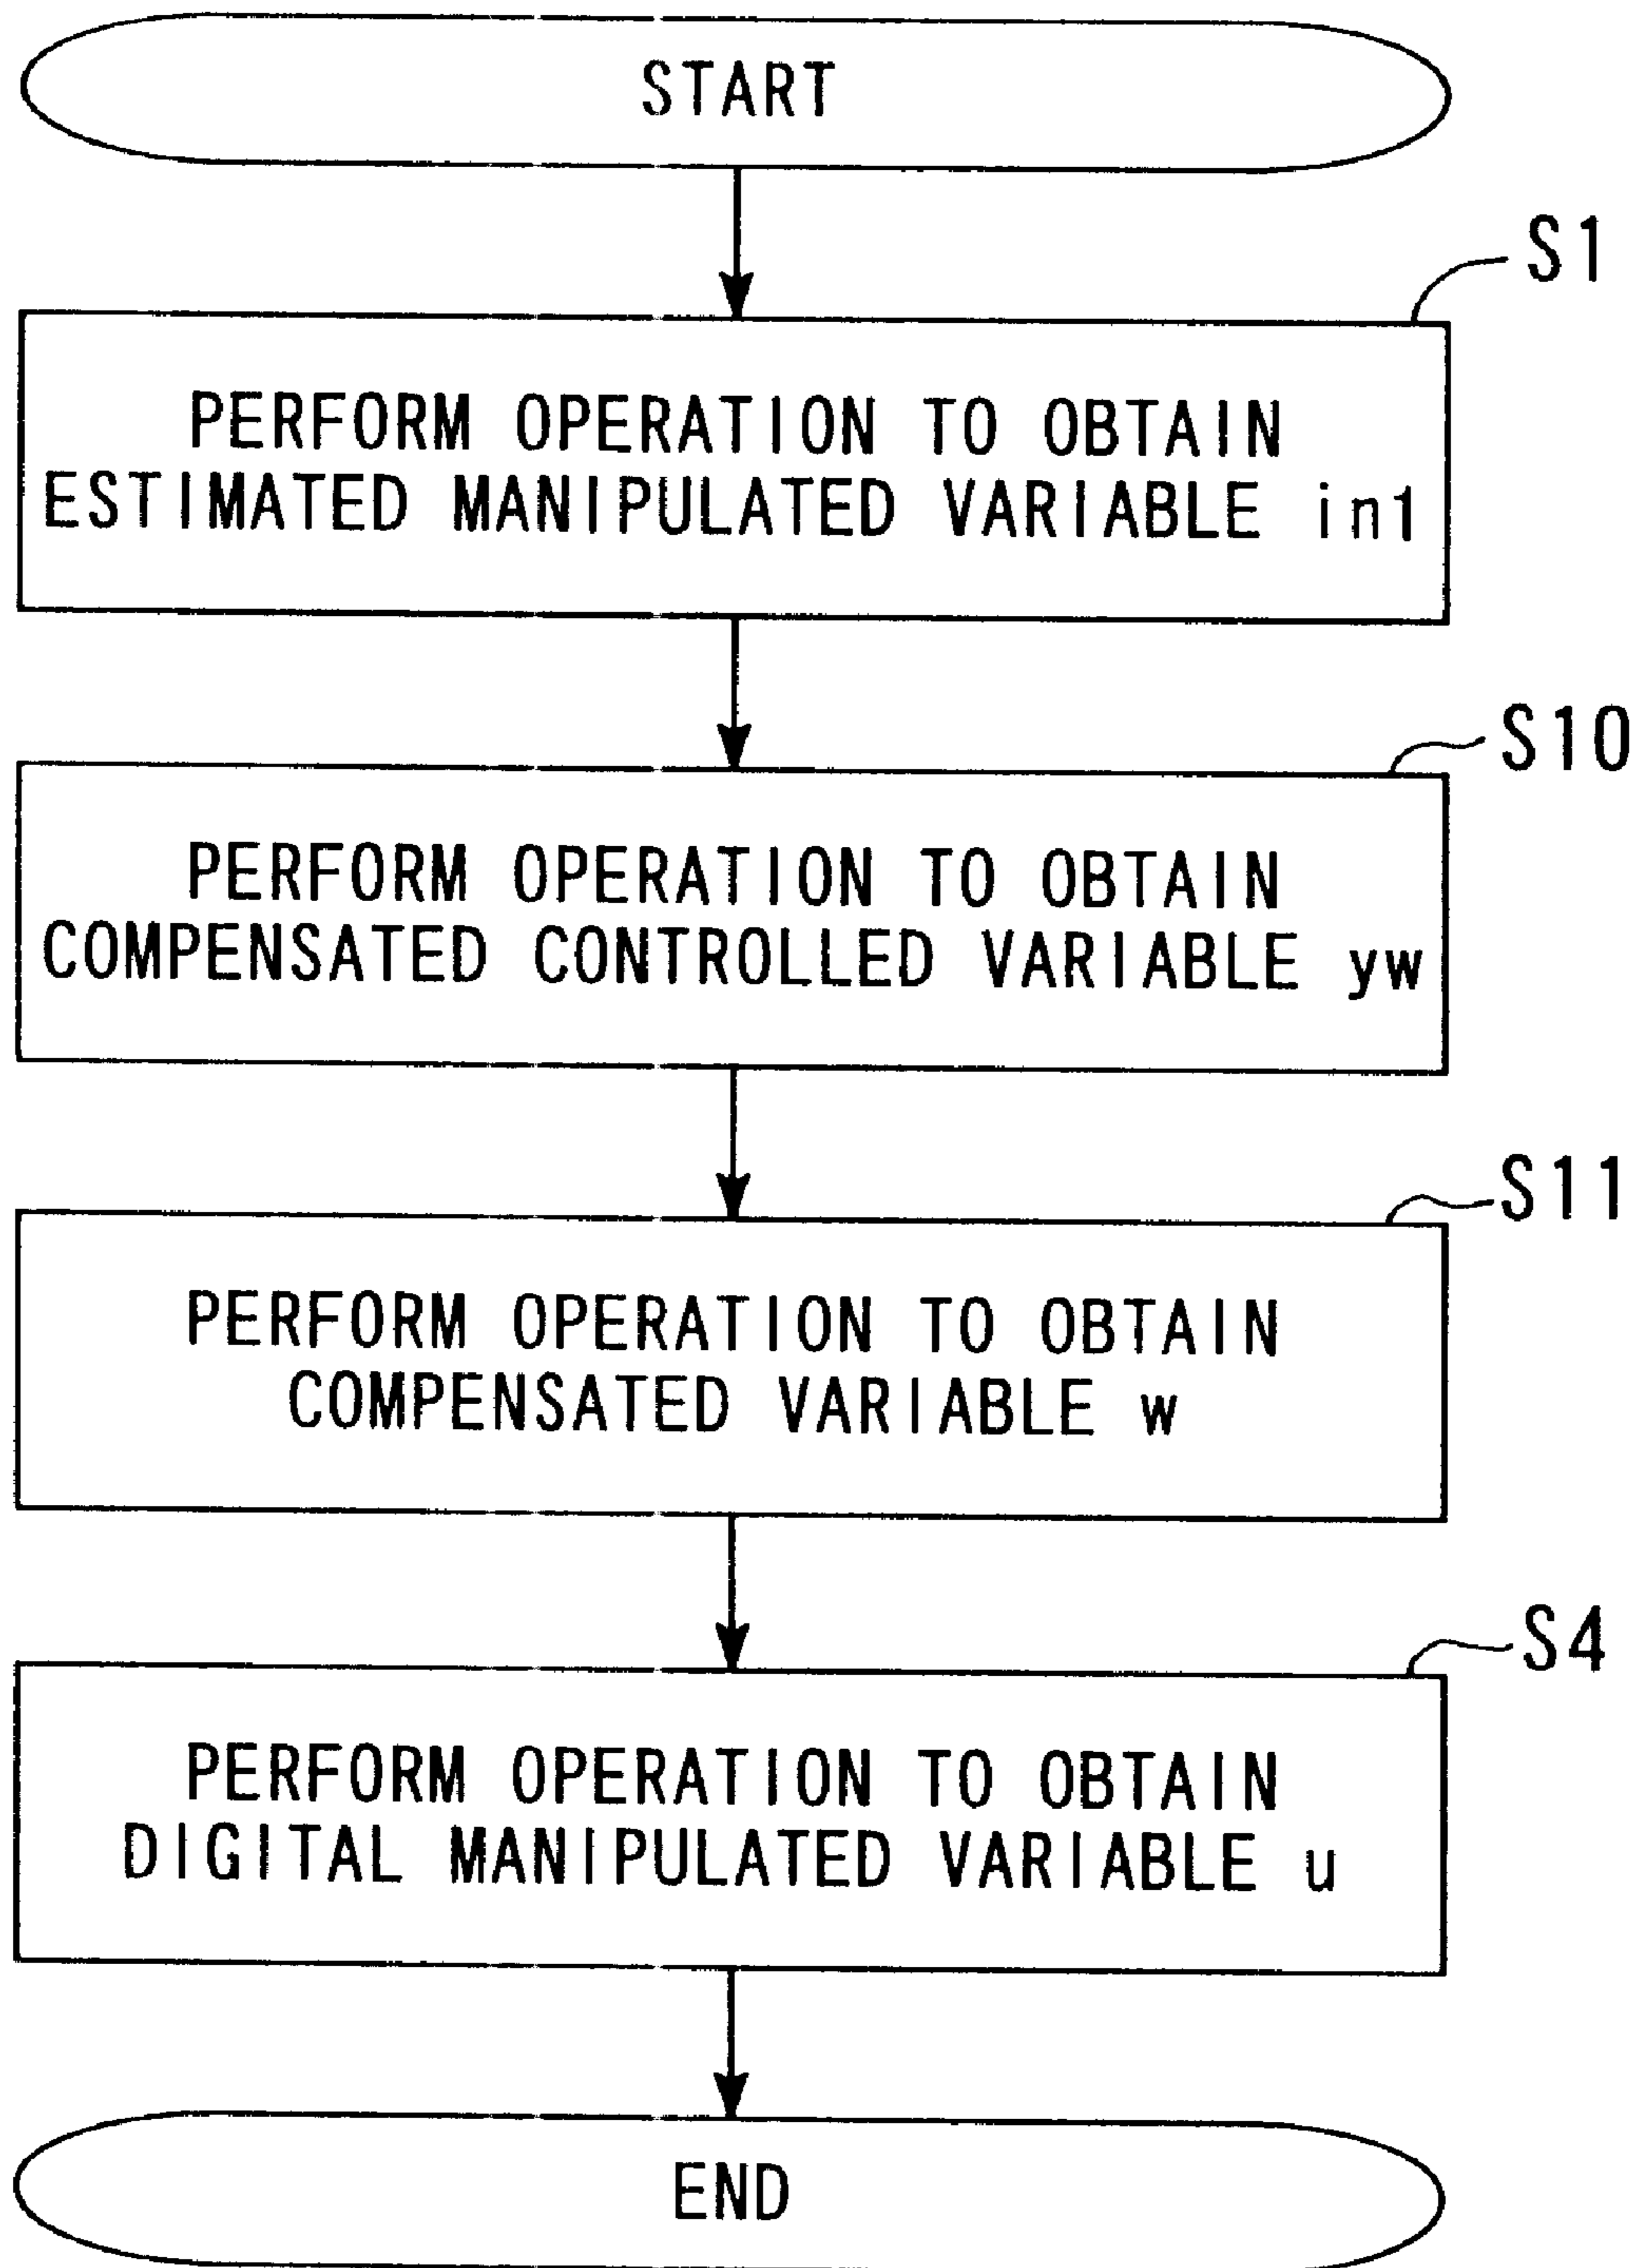 START
S1
PERFORM OPERATION TO OBTAIN
ESTIMATED MANIPULATED VARIABLE in1
S10
PERFORM OPERATION TO OBTAIN
COMPENSATED CONTROLLED VARIABLE yw
S11
PERFORM OPERATION TO OBTAIN
COMPENSATED VARIABLE w
S4
PERFORM OPERATION TO OBTAIN
DIGITAL MANIPULATED VARIABLE u
END